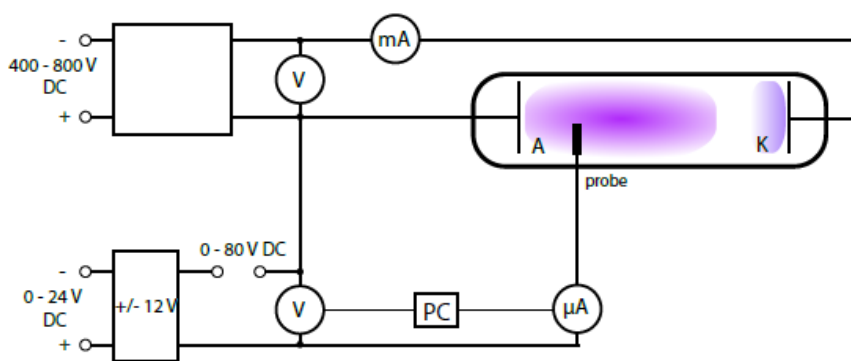 -
mA
400 - 800 V
DC
V
+
A
K
probe
0 - 80 V DC
-
0 - 24 V
DC
+/- 12 V
V
PC
µA
+